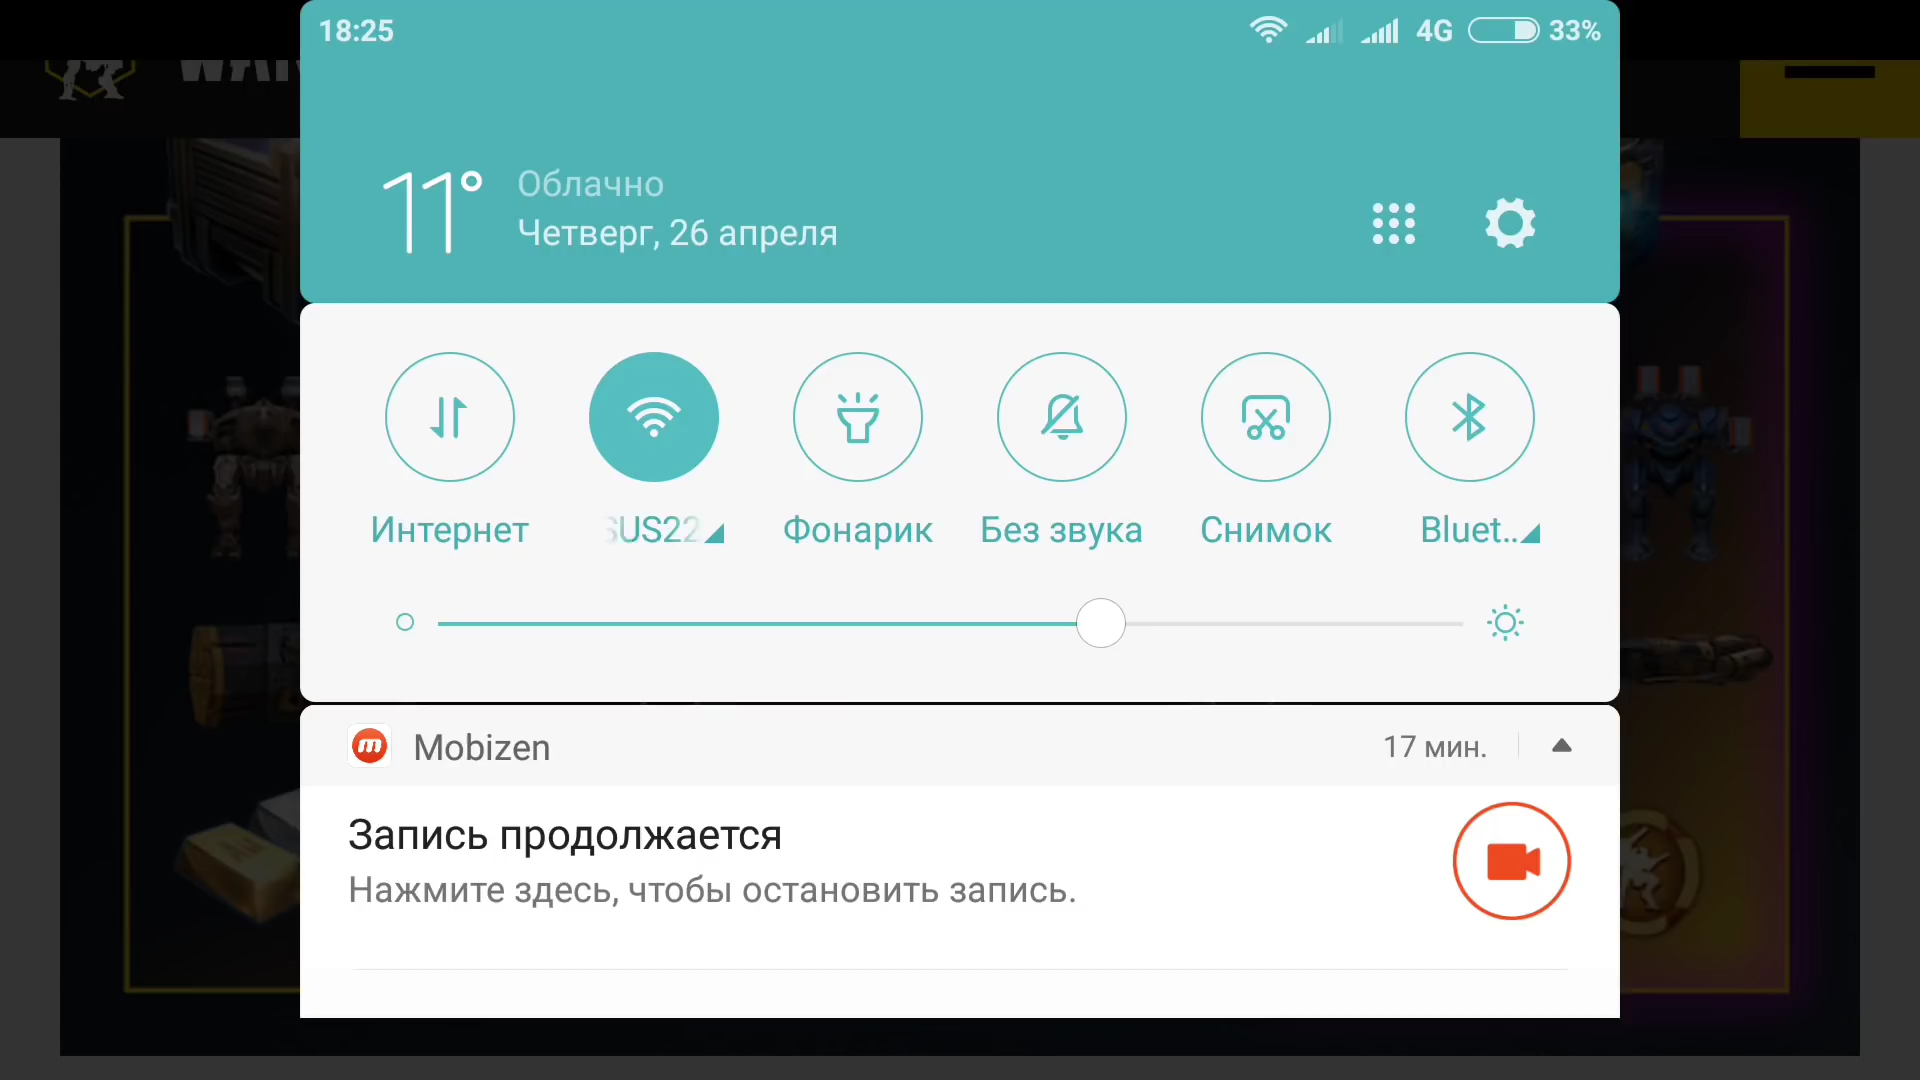 18:25
4G
33%
11°
Облачно
Четверг, 26 апреля
Интернет
SUS22
Фонарик
Без звука
Снимок
Bluet..
Mobizen
17 мин.
Запись продолжается
Нажмите здесь, чтобы остановить запись.